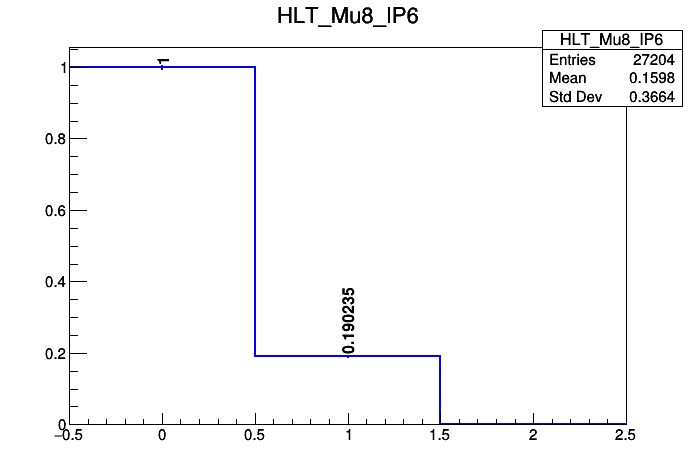 HLT_Mu8_IP6
HLT_Mu8_IP6
Entries 27204
Mean 0.1598
Std Dev 0.3664
1
0.8
0.6
0.4
0.2
0
1
0.190235
−0.5 0 0.5 1 1.5 2 2.5